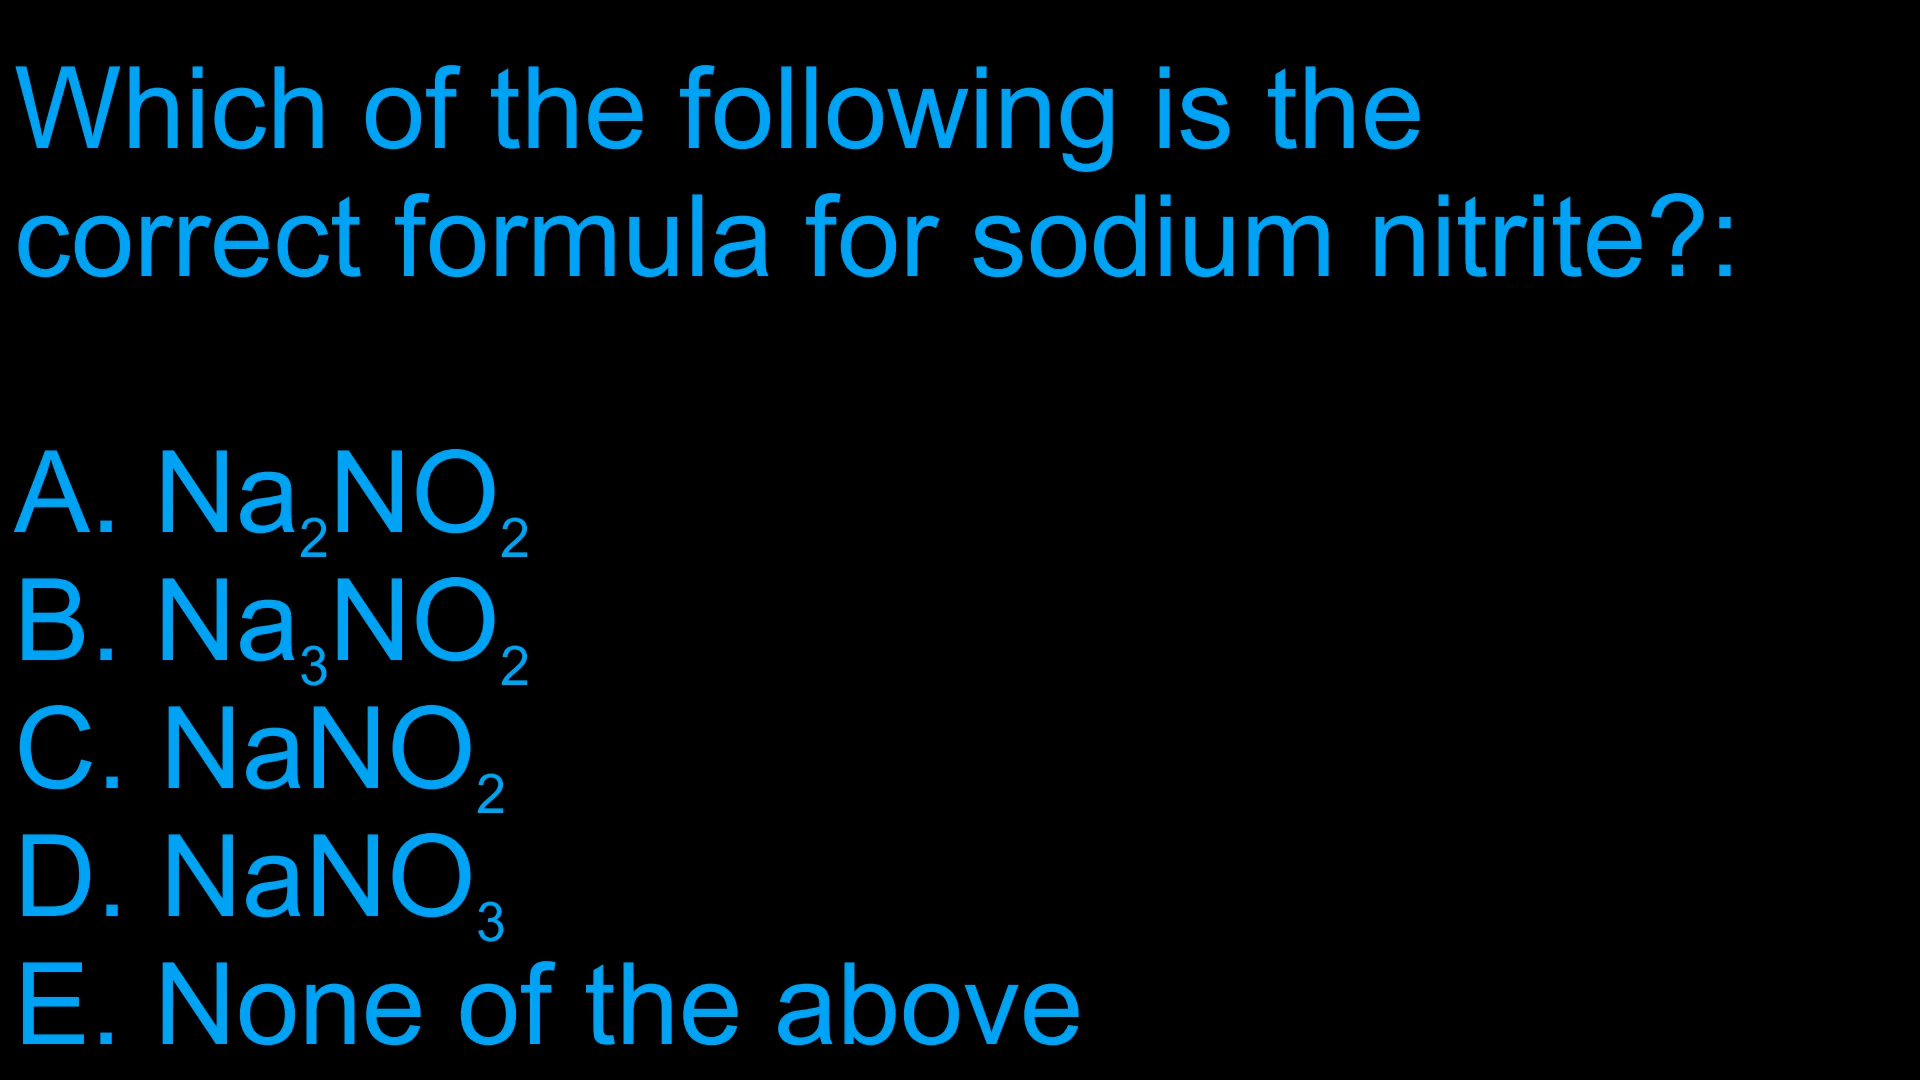 Which of the following is the
correct formula for sodium nitrite?:
A. Na₂NO₂
B. Na₃NO₂
C. NaNO₂
D. NaNO₃
E. None of the above